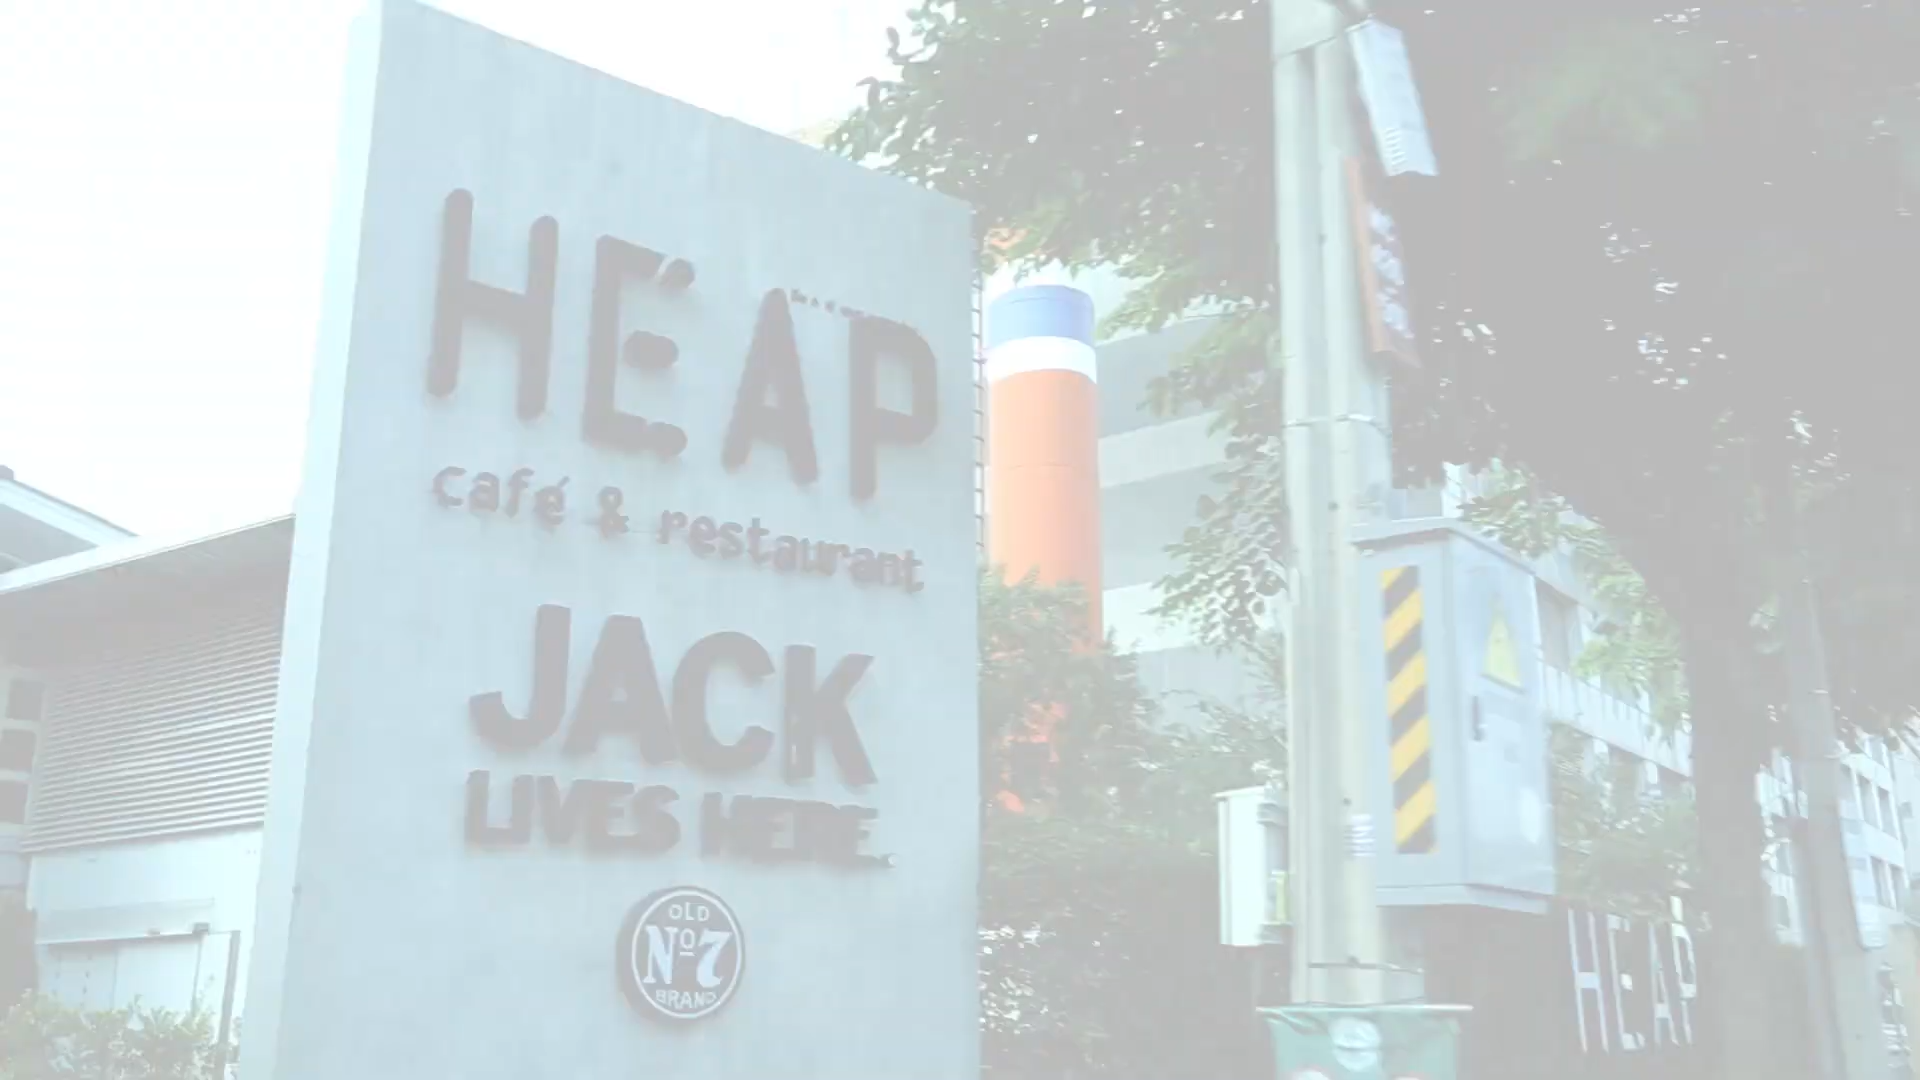 HEAP
café & restaurant
JACK
LIVES HERE.
OLD
Nº7
BRAND
HEAP